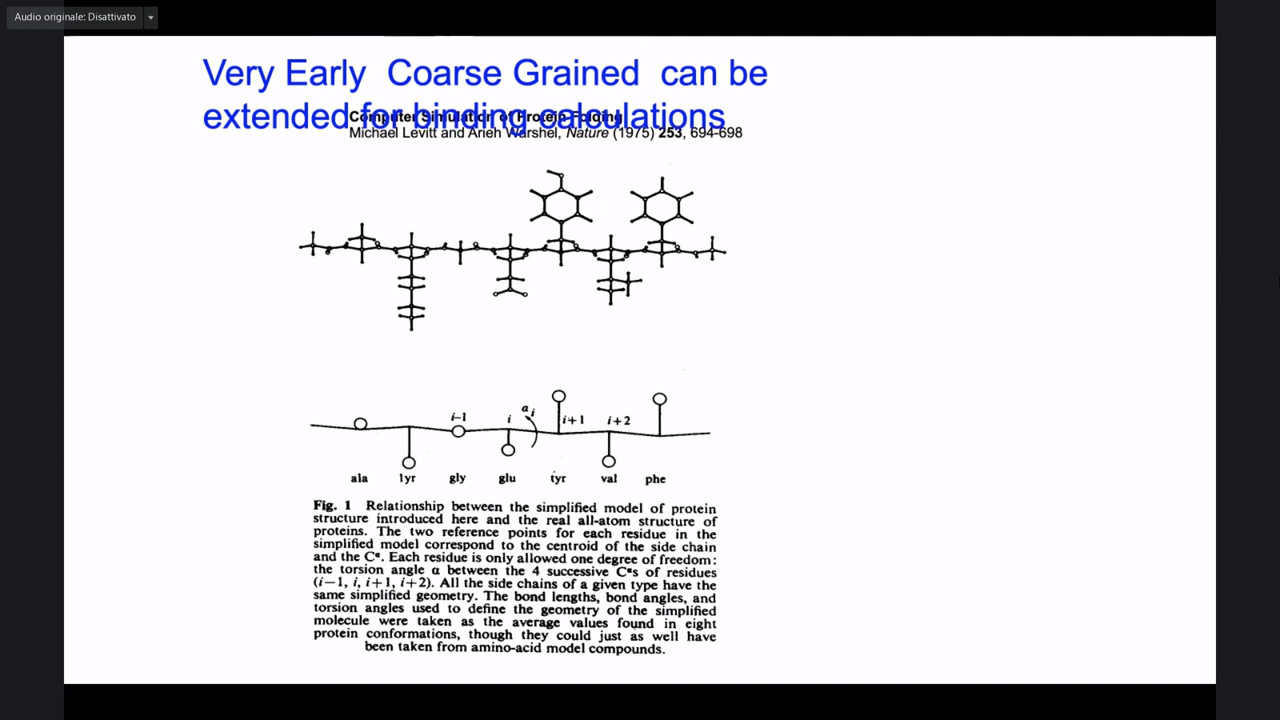 Audio originale: Disattivato
Very Early Coarse Grained can be
extended for binding calculations
Computer Simulation of Protein Folding
Michael Levitt and Arieh Warshel, Nature (1975) 253, 694-698
i−1
i
αi
i+1
i+2
ala lyr gly glu tyr val phe
Fig. 1 Relationship between the simplified model of protein
structure introduced here and the real all-atom structure of
proteins. The two reference points for each residue in the
simplified model correspond to the centroid of the side chain
and the Cα. Each residue is only allowed one degree of freedom:
the torsion angle α between the 4 successive Cαs of residues
(i−1, i, i+1, i+2). All the side chains of a given type have the
same simplified geometry. The bond lengths, bond angles, and
torsion angles used to define the geometry of the simplified
molecule were taken as the average values found in eight
protein conformations, though they could just as well have
been taken from amino-acid model compounds.